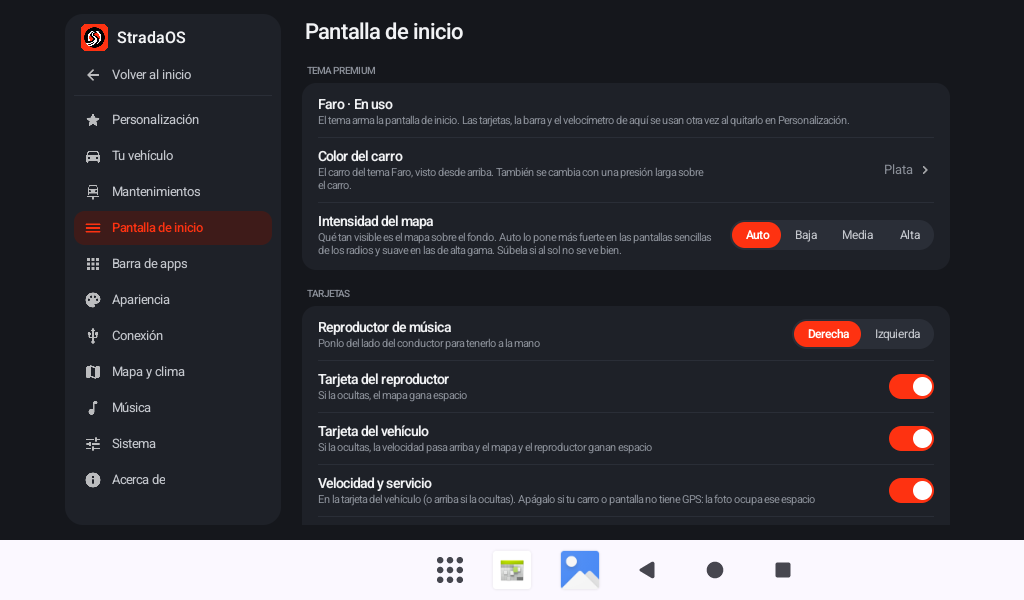 StradaOS
Volver al inicio
Personalización
Tu vehículo
Mantenimientos
Pantalla de inicio
Barra de apps
Apariencia
Conexión
Mapa y clima
Música
Sistema
Acerca de
Pantalla de inicio
TEMA PREMIUM
Faro · En uso
El tema arma la pantalla de inicio. Las tarjetas, la barra y el velocímetro de aquí se usan otra vez al quitarlo en Personalización.
Color del carro
El carro del tema Faro, visto desde arriba. También se cambia con una presión larga sobre
el carro.
Plata
Intensidad del mapa
Qué tan visible es el mapa sobre el fondo. Auto lo pone más fuerte en las pantallas sencillas
de los radios y suave en las de alta gama. Súbela si al sol no se ve bien.
Auto Baja Media Alta
TARJETAS
Reproductor de música
Ponlo del lado del conductor para tenerlo a la mano
Derecha Izquierda
Tarjeta del reproductor
Si la ocultas, el mapa gana espacio
Tarjeta del vehículo
Si la ocultas, la velocidad pasa arriba y el mapa y el reproductor ganan espacio
Velocidad y servicio
En la tarjeta del vehículo (o arriba si la ocultas). Apágalo si tu carro o pantalla no tiene GPS: la foto ocupa ese espacio